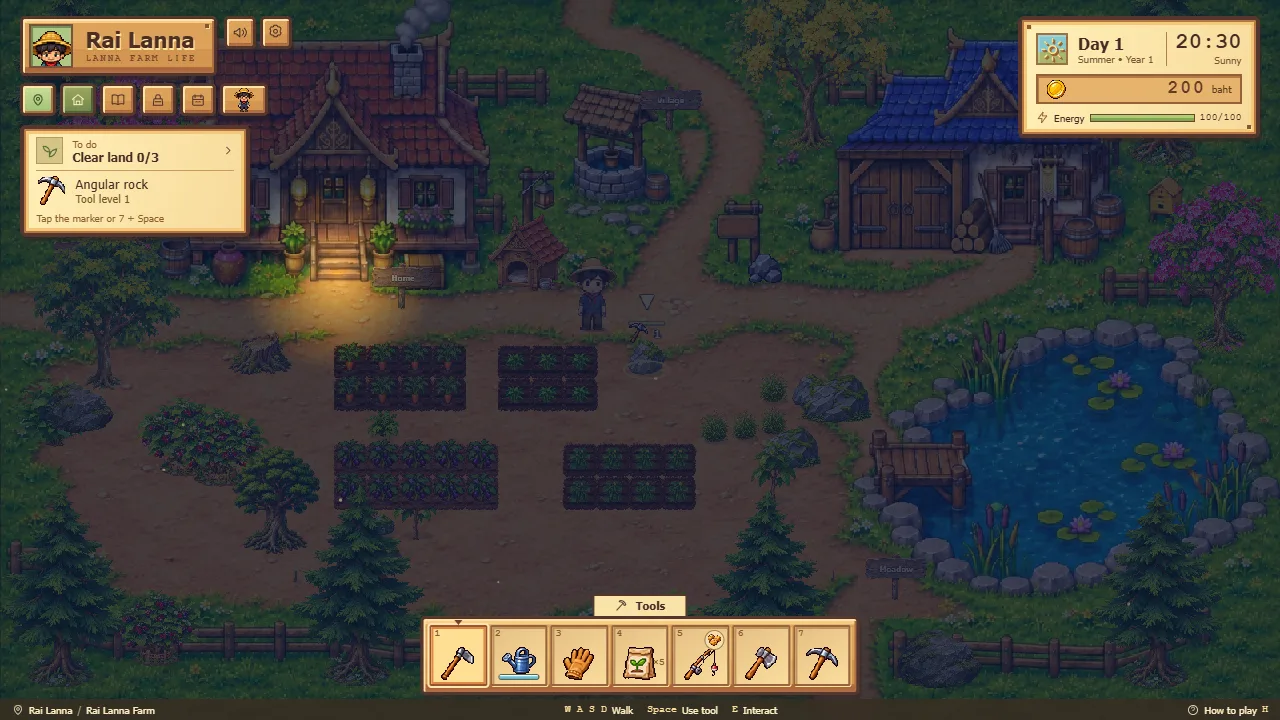 Rai Lanna
LANNA FARM LIFE
Day 1
Summer • Year 1
20:30
Sunny
200 baht
Energy
100/100
To do
Clear land 0/3
Angular rock
Tool level 1
Tap the marker or 7 + Space
Village
Home
Meadow
Tools
1
2
3
4
×5
5
6
7
Rai Lanna / Rai Lanna Farm
W A S D Walk Space Use tool E Interact
How to play H